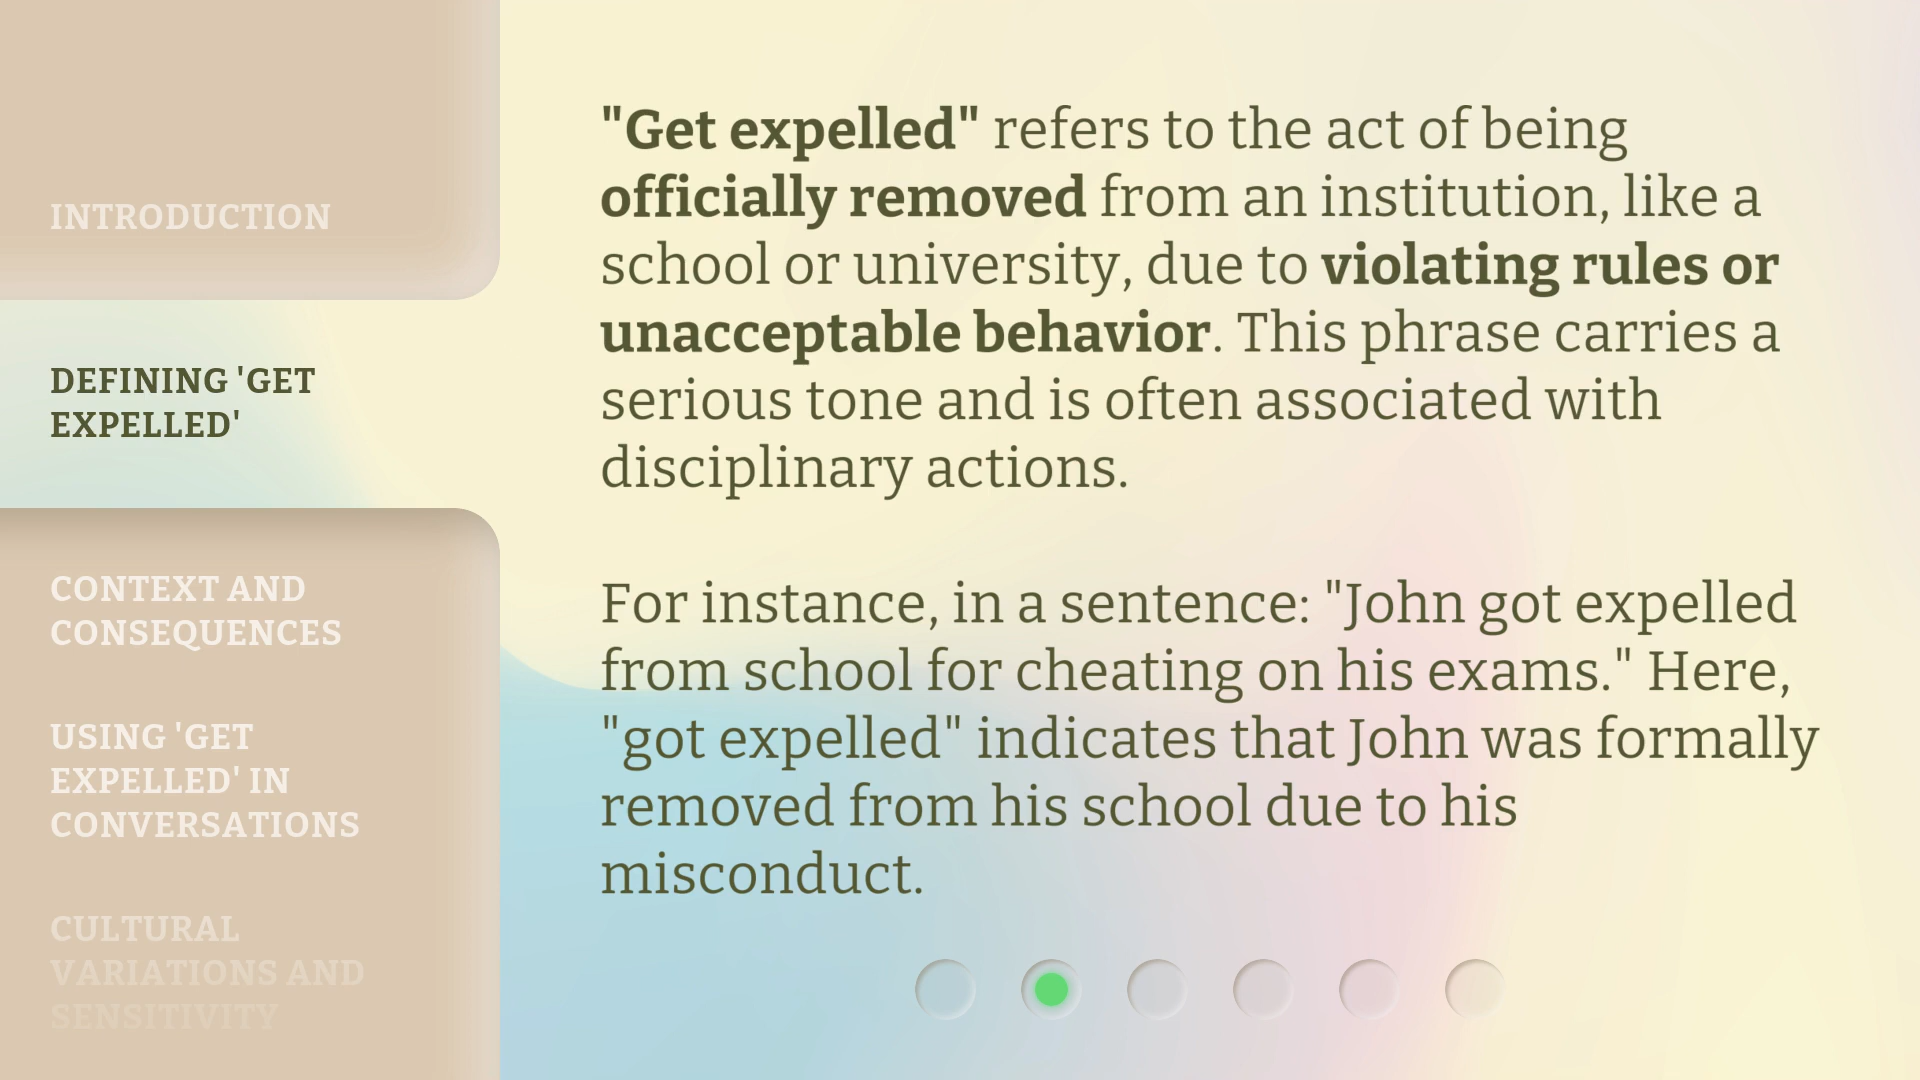 INTRODUCTION
DEFINING 'GET
EXPELLED'
CONTEXT AND
CONSEQUENCES
USING 'GET
EXPELLED' IN
CONVERSATIONS
CULTURAL
VARIATIONS AND
SENSITIVITY
"Get expelled" refers to the act of being
officially removed from an institution, like a
school or university, due to violating rules or
unacceptable behavior. This phrase carries a
serious tone and is often associated with
disciplinary actions.
For instance, in a sentence: "John got expelled
from school for cheating on his exams." Here,
"got expelled" indicates that John was formally
removed from his school due to his
misconduct.